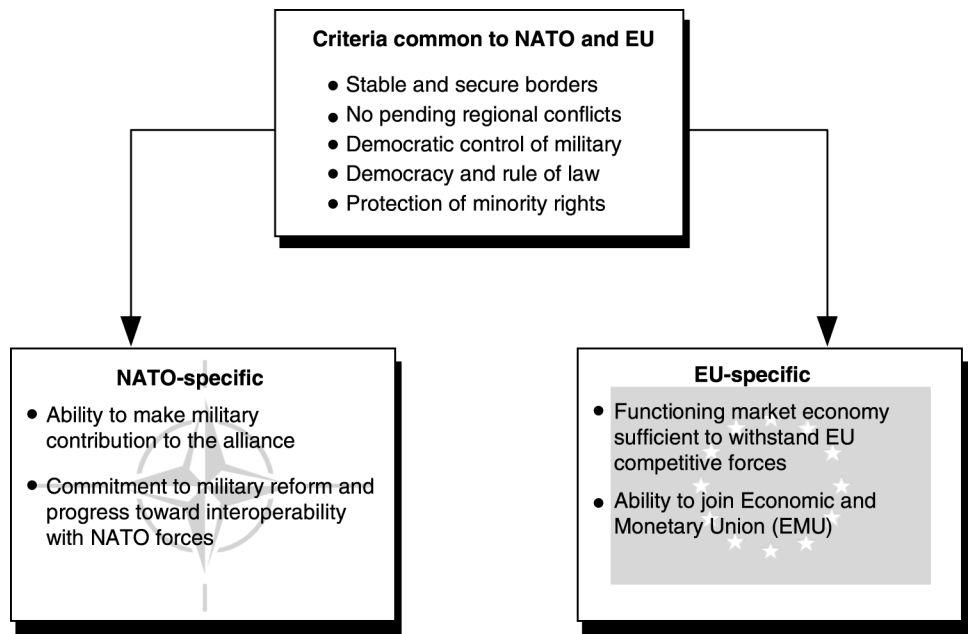 Criteria common to NATO and EU
● Stable and secure borders
● No pending regional conflicts
● Democratic control of military
● Democracy and rule of law
● Protection of minority rights
NATO-specific
● Ability to make military
contribution to the alliance
● Commitment to military reform and
progress toward interoperability
with NATO forces
EU-specific
● Functioning market economy
sufficient to withstand EU
competitive forces
● Ability to join Economic and
Monetary Union (EMU)